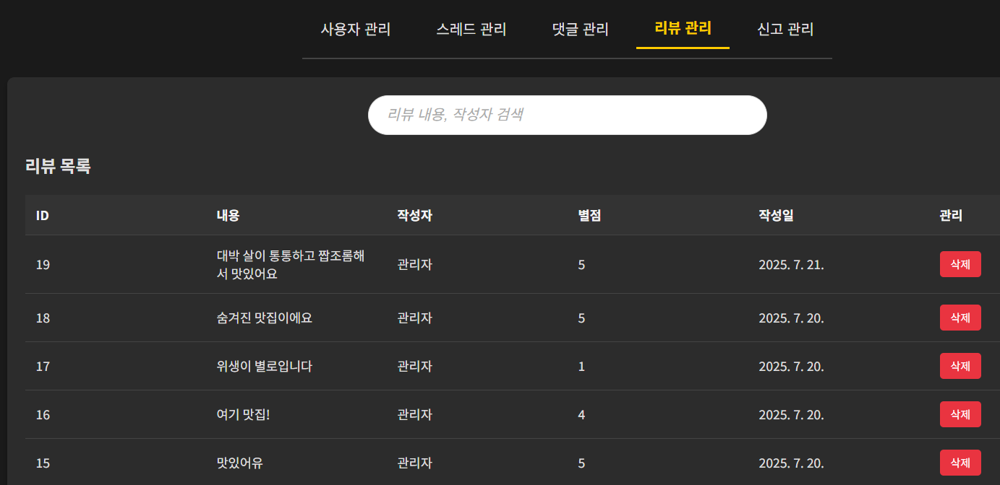 사용자 관리 스레드 관리 댓글 관리 리뷰 관리 신고 관리
리뷰 내용, 작성자 검색
리뷰 목록
ID 내용 작성자 별점 작성일 관리
19 대박 살이 통통하고 짭조롬해 관리자 5 2025. 7. 21. 삭제
서 맛있어요
18 숨겨진 맛집이에요 관리자 5 2025. 7. 20. 삭제
17 위생이 별로입니다 관리자 1 2025. 7. 20. 삭제
16 여기 맛집! 관리자 4 2025. 7. 20. 삭제
15 맛있어유 관리자 5 2025. 7. 20. 삭제